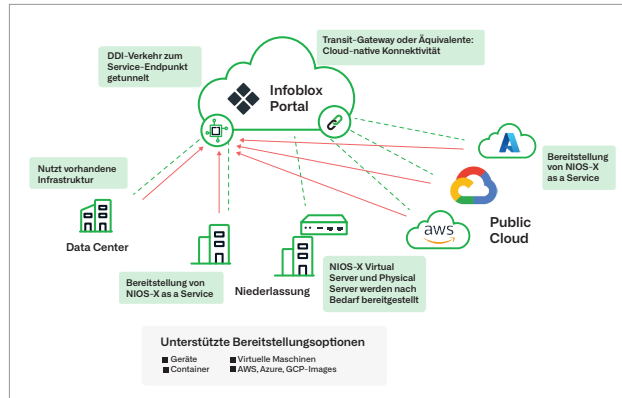 DDI-Verkehr zum
Service-Endpunkt
getunnelt
Transit-Gateway oder Äquivalente:
Cloud-native Konnektivität
Infoblox
Portal
Nutzt vorhandene
Infrastruktur
Data Center
Bereitstellung von
NIOS-X as a Service
Niederlassung
NIOS-X Virtual
Server und Physical
Server werden nach
Bedarf bereitgestellt
aws
Public
Cloud
Bereitstellung
von NIOS-X
as a Service
Unterstützte Bereitstellungsoptionen
Geräte
Container
Virtuelle Maschinen
AWS, Azure, GCP-Images